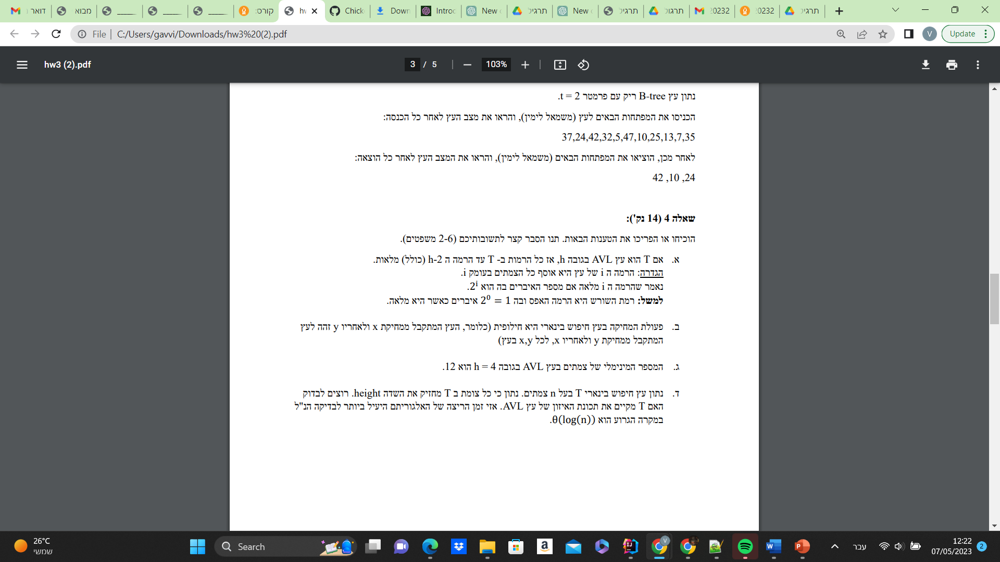 דואר
מבוא
קורס:
Chick
Down
Introd
New
תרגיל
New
תרגיל
תרגול
20232
20232
תרגיל
File | C:/Users/gavvi/Downloads/hw3%20(2).pdf
V
Update
hw3 (2).pdf
3 / 5
103%
נתון עץ B-tree ריק עם פרמטר t = 2.
הכניסו את המפתחות הבאים לעץ (משמאל לימין), והראו את מצב העץ לאחר כל הכנסה:
37,24,42,32,5,47,10,25,13,7,35
לאחר מכן, הוציאו את המפתחות הבאים (משמאל לימין), והראו את המצב העץ לאחר כל הוצאה:
24, 10, 42
שאלה 4 (14 נק'):
הוכיחו או הפריכו את הטענות הבאות. תנו הסבר קצר לתשובותיכם (2-6 משפטים).
א. אם T הוא עץ AVL בגובה h, אז כל הרמות ב- T עד הרמה ה h-2 (כולל) מלאות.
הגדרה: הרמה ה i של עץ היא אוסף כל הצמתים בעומק i.
נאמר שהרמה ה i מלאה אם מספר האיברים בה הוא 2ⁱ.
למשל: רמת השורש היא הרמה האפס ובה 2⁰ = 1 איברים כאשר היא מלאה.
ב. פעולת המחיקה בעץ חיפוש בינארי היא חילופית (כלומר, העץ המתקבל ממחיקת x ולאחריו y זהה לעץ
המתקבל ממחיקת y ולאחריו x, לכל x,y בעץ)
ג. המספר המינימלי של צמתים בעץ AVL בגובה h = 4 הוא 12.
ד. נתון עץ חיפוש בינארי T בעל n צמתים. נתון כי כל צומת ב T מחזיק את השדה height. רוצים לבדוק
האם T מקיים את תכונת האיזון של עץ AVL. אזי זמן הריצה של האלגוריתם היעיל ביותר לבדיקה הנ"ל
במקרה הגרוע הוא θ(log(n)).
26°C
שמשי
Search
עבר
12:22
07/05/2023
2